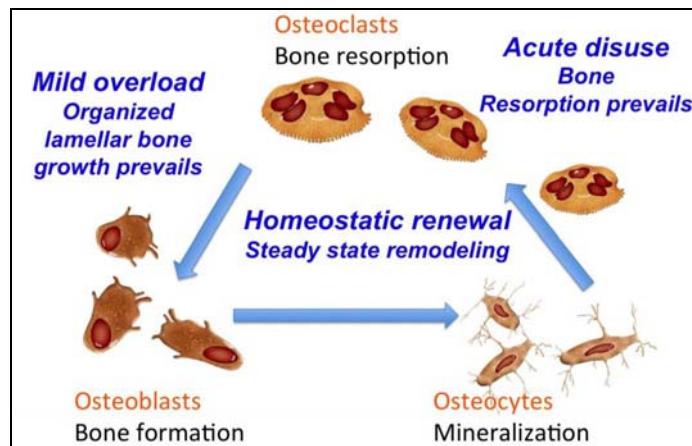 Osteoclasts
Bone resorption
Acute disuse
Bone
Resorption prevails
Mild overload
Organized
lamellar bone
growth prevails
Homeostatic renewal
Steady state remodeling
Osteoblasts
Bone formation
Osteocytes
Mineralization